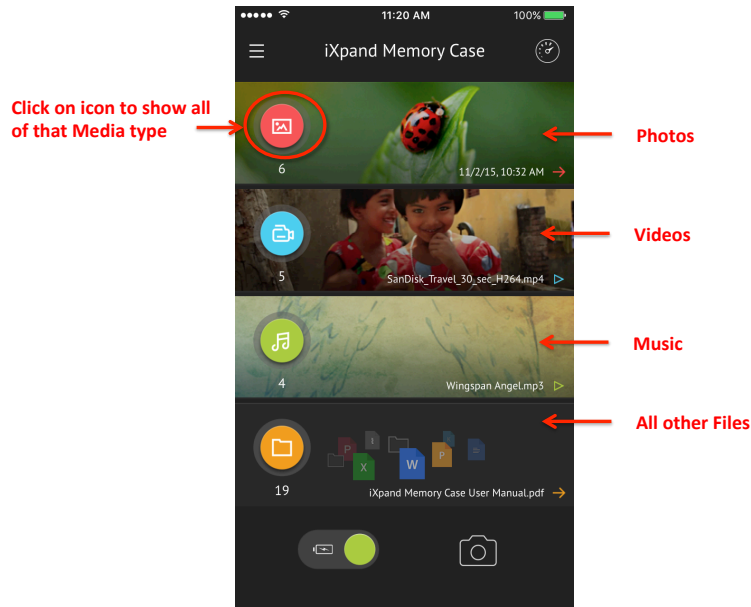 11:20 AM
100%
iXpand Memory Case
Click on icon to show all
of that Media type
Photos
6
11/2/15, 10:32 AM
Videos
5
SanDisk_Travel_30_sec_H264.mp4
Music
4
Wingspan Angel.mp3
All other Files
P
X
W
P
19
iXpand Memory Case User Manual.pdf